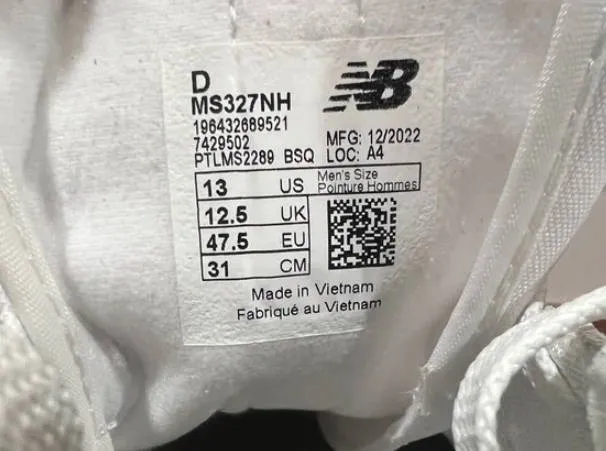 D
MS327NH
196432689521
7429502
PTLMS2289 BSQ
NB
MFG: 12/2022
LOC: A4
13 US
12.5 UK
47.5 EU
31 CM
Men's Size
Pointure Hommes
Made in Vietnam
Fabriqué au Vietnam